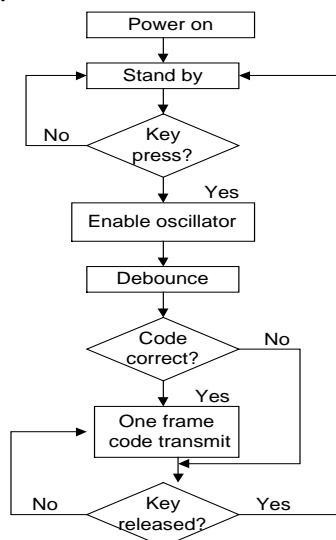 Power on
Stand by
No
Key
press?
Yes
Enable oscillator
Debounce
Code
correct?
No
Yes
One frame
code transmit
No
Key
released?
Yes